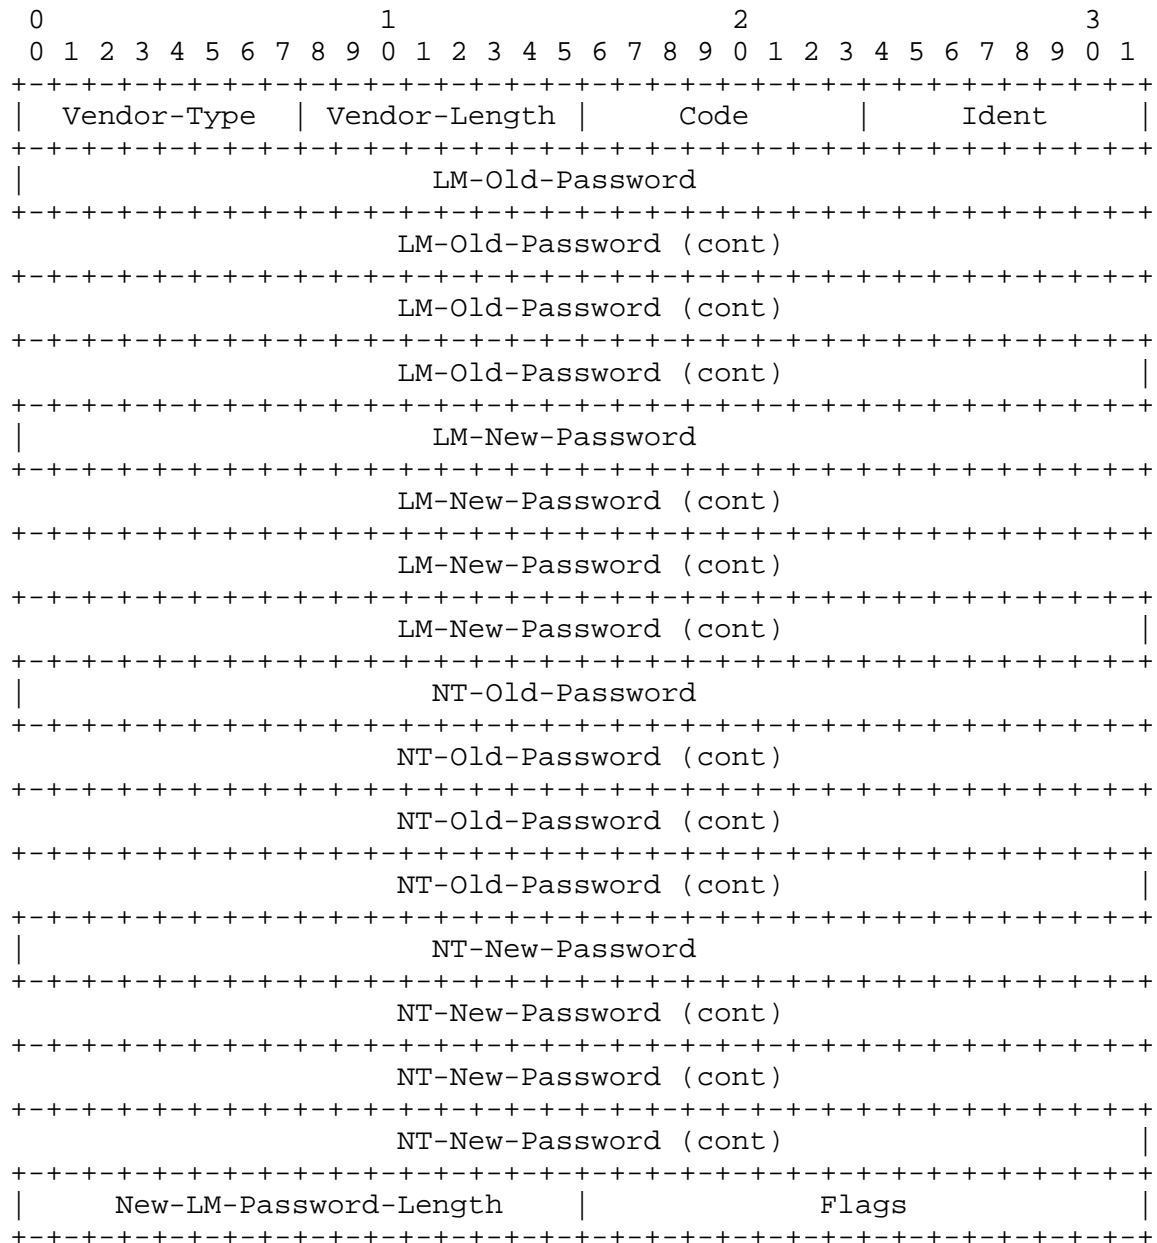 0                   1                   2                   3
 0 1 2 3 4 5 6 7 8 9 0 1 2 3 4 5 6 7 8 9 0 1 2 3 4 5 6 7 8 9 0 1
+-+-+-+-+-+-+-+-+-+-+-+-+-+-+-+-+-+-+-+-+-+-+-+-+-+-+-+-+-+-+-+-+
|  Vendor-Type  | Vendor-Length |     Code      |     Ident     |
+-+-+-+-+-+-+-+-+-+-+-+-+-+-+-+-+-+-+-+-+-+-+-+-+-+-+-+-+-+-+-+-+
|                       LM-Old-Password
+-+-+-+-+-+-+-+-+-+-+-+-+-+-+-+-+-+-+-+-+-+-+-+-+-+-+-+-+-+-+-+-+
                      LM-Old-Password (cont)
+-+-+-+-+-+-+-+-+-+-+-+-+-+-+-+-+-+-+-+-+-+-+-+-+-+-+-+-+-+-+-+-+
                      LM-Old-Password (cont)
+-+-+-+-+-+-+-+-+-+-+-+-+-+-+-+-+-+-+-+-+-+-+-+-+-+-+-+-+-+-+-+-+
                      LM-Old-Password (cont)                    |
+-+-+-+-+-+-+-+-+-+-+-+-+-+-+-+-+-+-+-+-+-+-+-+-+-+-+-+-+-+-+-+-+
|                       LM-New-Password
+-+-+-+-+-+-+-+-+-+-+-+-+-+-+-+-+-+-+-+-+-+-+-+-+-+-+-+-+-+-+-+-+
                      LM-New-Password (cont)
+-+-+-+-+-+-+-+-+-+-+-+-+-+-+-+-+-+-+-+-+-+-+-+-+-+-+-+-+-+-+-+-+
                      LM-New-Password (cont)
+-+-+-+-+-+-+-+-+-+-+-+-+-+-+-+-+-+-+-+-+-+-+-+-+-+-+-+-+-+-+-+-+
                      LM-New-Password (cont)                    |
+-+-+-+-+-+-+-+-+-+-+-+-+-+-+-+-+-+-+-+-+-+-+-+-+-+-+-+-+-+-+-+-+
|                       NT-Old-Password
+-+-+-+-+-+-+-+-+-+-+-+-+-+-+-+-+-+-+-+-+-+-+-+-+-+-+-+-+-+-+-+-+
                      NT-Old-Password (cont)
+-+-+-+-+-+-+-+-+-+-+-+-+-+-+-+-+-+-+-+-+-+-+-+-+-+-+-+-+-+-+-+-+
                      NT-Old-Password (cont)
+-+-+-+-+-+-+-+-+-+-+-+-+-+-+-+-+-+-+-+-+-+-+-+-+-+-+-+-+-+-+-+-+
                      NT-Old-Password (cont)                    |
+-+-+-+-+-+-+-+-+-+-+-+-+-+-+-+-+-+-+-+-+-+-+-+-+-+-+-+-+-+-+-+-+
|                       NT-New-Password
+-+-+-+-+-+-+-+-+-+-+-+-+-+-+-+-+-+-+-+-+-+-+-+-+-+-+-+-+-+-+-+-+
                      NT-New-Password (cont)
+-+-+-+-+-+-+-+-+-+-+-+-+-+-+-+-+-+-+-+-+-+-+-+-+-+-+-+-+-+-+-+-+
                      NT-New-Password (cont)
+-+-+-+-+-+-+-+-+-+-+-+-+-+-+-+-+-+-+-+-+-+-+-+-+-+-+-+-+-+-+-+-+
                      NT-New-Password (cont)                    |
+-+-+-+-+-+-+-+-+-+-+-+-+-+-+-+-+-+-+-+-+-+-+-+-+-+-+-+-+-+-+-+-+
|     New-LM-Password-Length    |             Flags             |
+-+-+-+-+-+-+-+-+-+-+-+-+-+-+-+-+-+-+-+-+-+-+-+-+-+-+-+-+-+-+-+-+